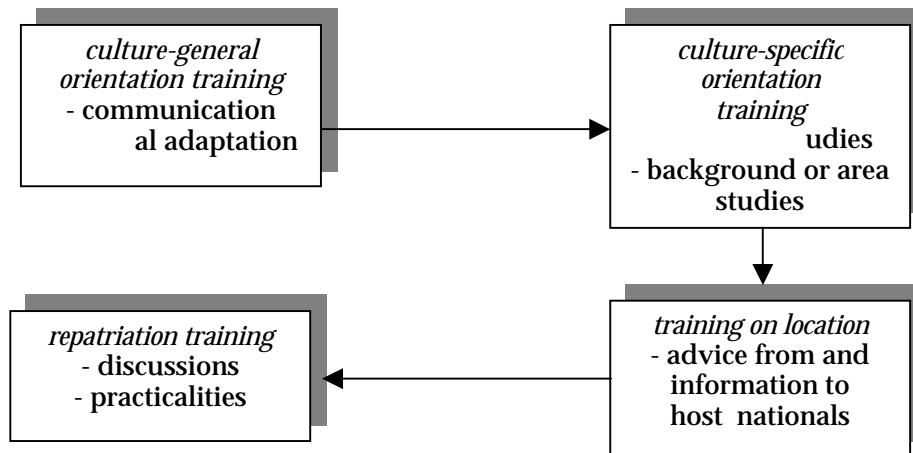 culture-general
orientation training
- communication
al adaptation
culture-specific
orientation
training
udies
- background or area
studies
training on location
- advice from and
information to
host nationals
repatriation training
- discussions
- practicalities